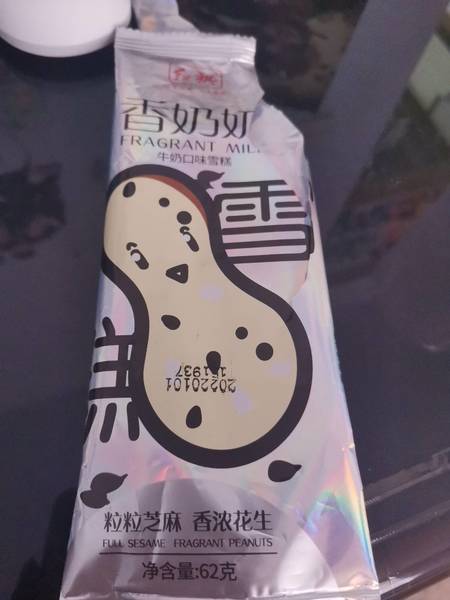 香奶奶
FRAGRANT MIL
牛奶口味雪糕
雪
糕
20220101
151937
粒粒芝麻 香浓花生
FULL SESAME FRAGRANT PEANUTS
净含量:62克